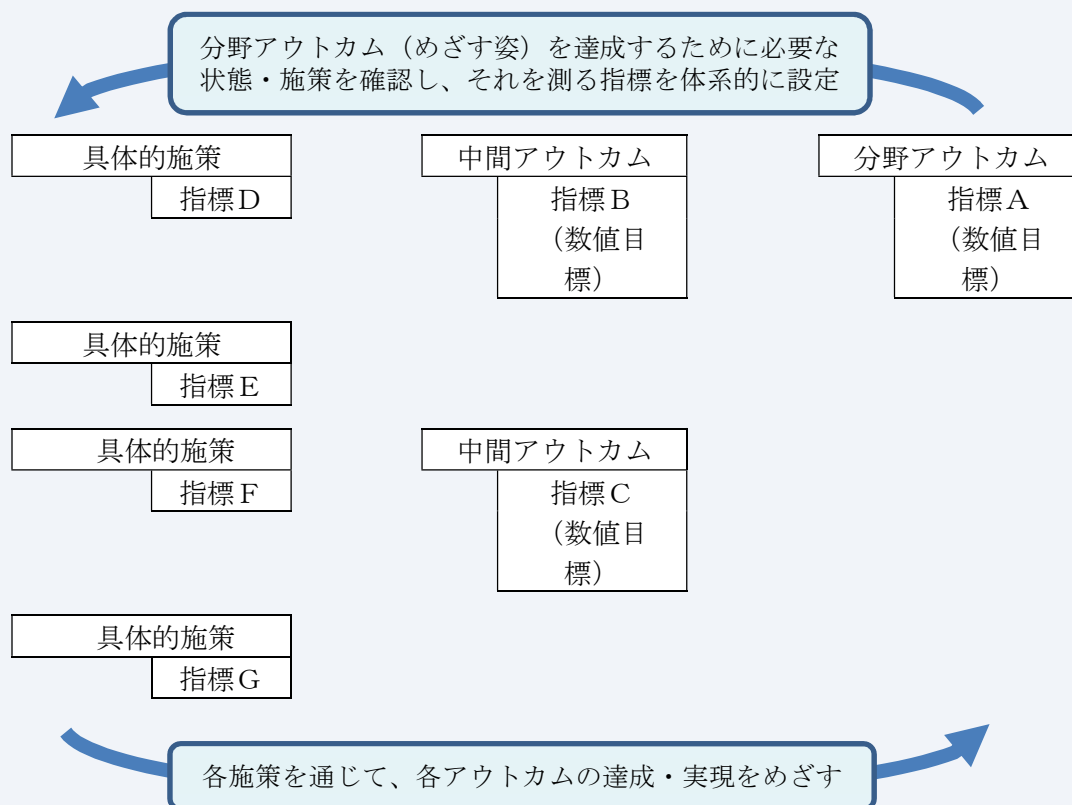 分野アウトカム（めざす姿）を達成するために必要な
状態・施策を確認し、それを測る指標を体系的に設定
具体的施策
指標Ｄ
中間アウトカム
指標Ｂ
（数値目
標）
分野アウトカム
指標Ａ
（数値目
標）
具体的施策
指標Ｅ
具体的施策
指標Ｆ
中間アウトカム
指標Ｃ
（数値目
標）
具体的施策
指標Ｇ
各施策を通じて、各アウトカムの達成・実現をめざす